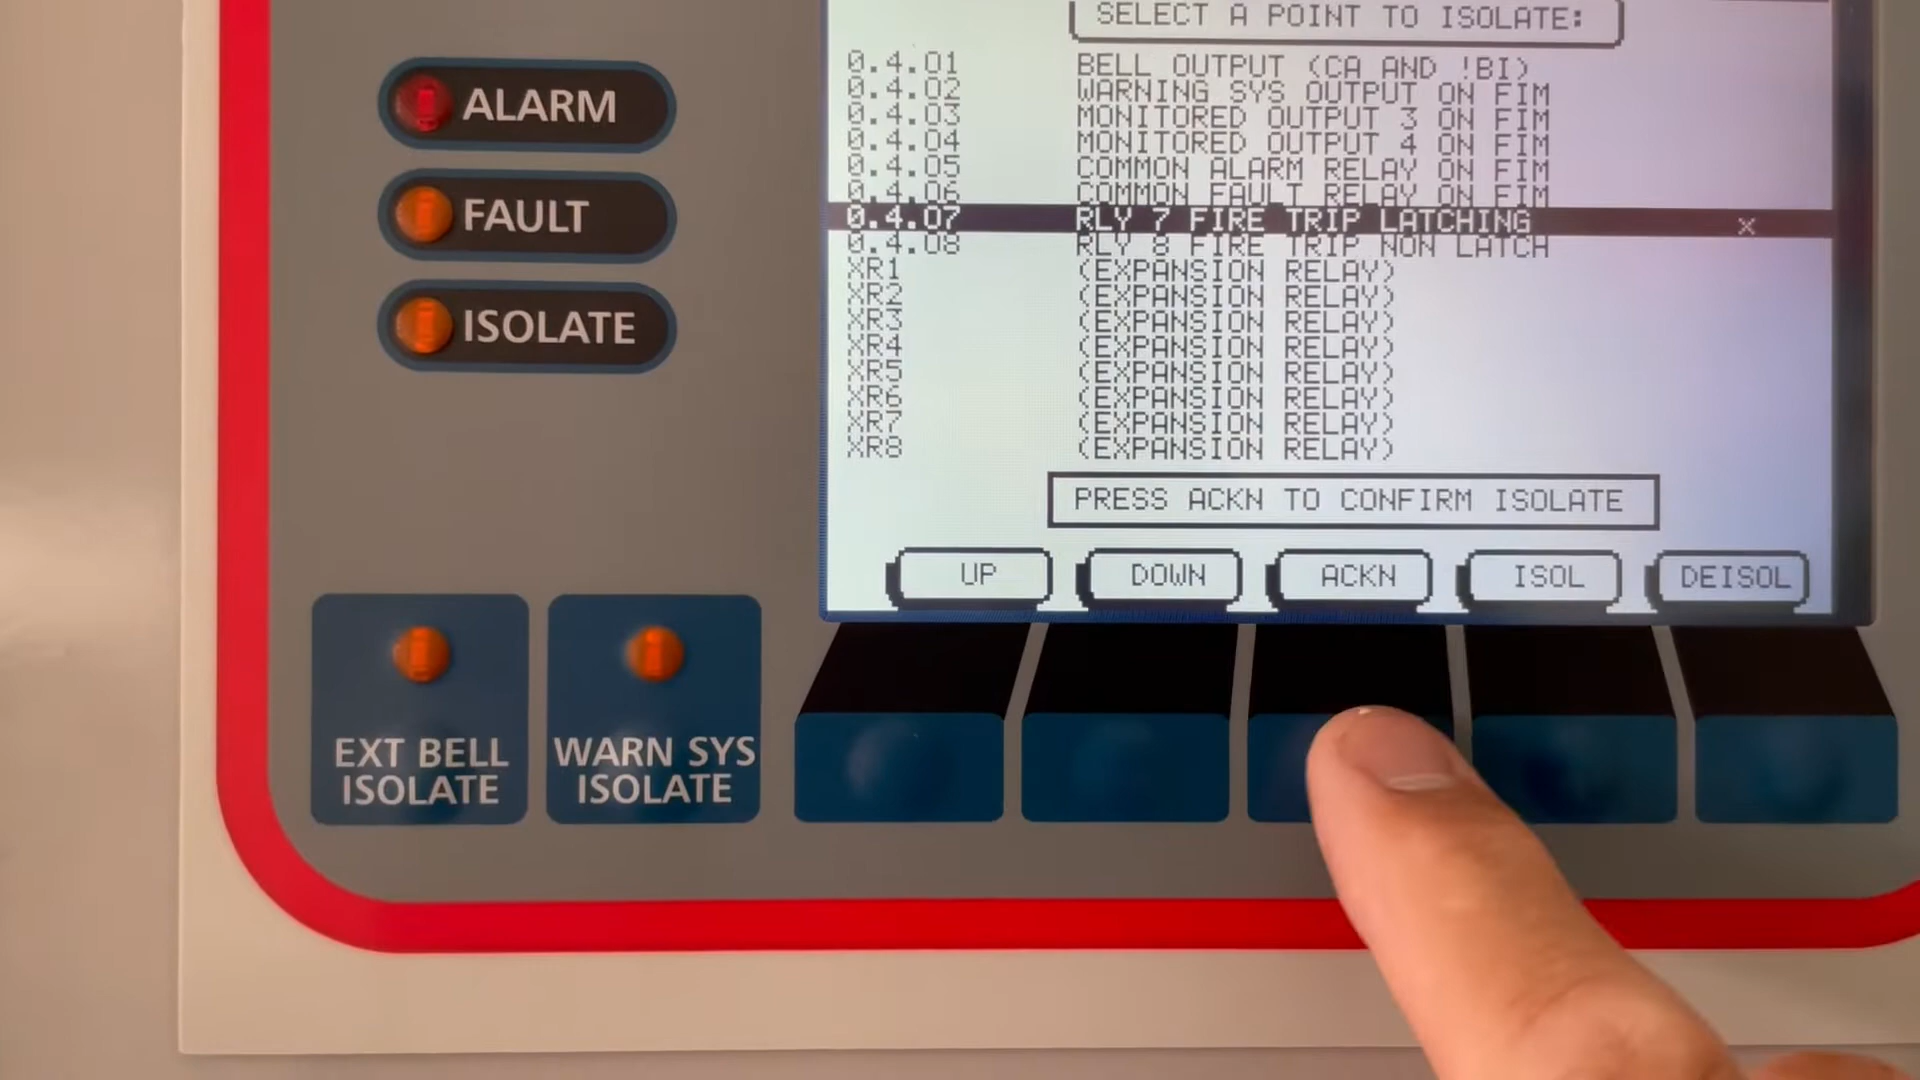 SELECT A POINT TO ISOLATE:
0.4.01 BELL OUTPUT (CA AND !BI)
0.4.02 WARNING SYS OUTPUT ON FIM
0.4.03 MONITORED OUTPUT 3 ON FIM
0.4.04 MONITORED OUTPUT 4 ON FIM
0.4.05 COMMON ALARM RELAY ON FIM
0.4.06 COMMON FAULT RELAY ON FIM
0.4.07 RLY 7 FIRE TRIP LATCHING X
0.4.08 RLY 8 FIRE TRIP NON LATCH
XR1 (EXPANSION RELAY)
XR2 (EXPANSION RELAY)
XR3 (EXPANSION RELAY)
XR4 (EXPANSION RELAY)
XR5 (EXPANSION RELAY)
XR6 (EXPANSION RELAY)
XR7 (EXPANSION RELAY)
XR8 (EXPANSION RELAY)
PRESS ACKN TO CONFIRM ISOLATE
UP DOWN ACKN ISOL DEISOL
ALARM
FAULT
ISOLATE
EXT BELL
ISOLATE
WARN SYS
ISOLATE